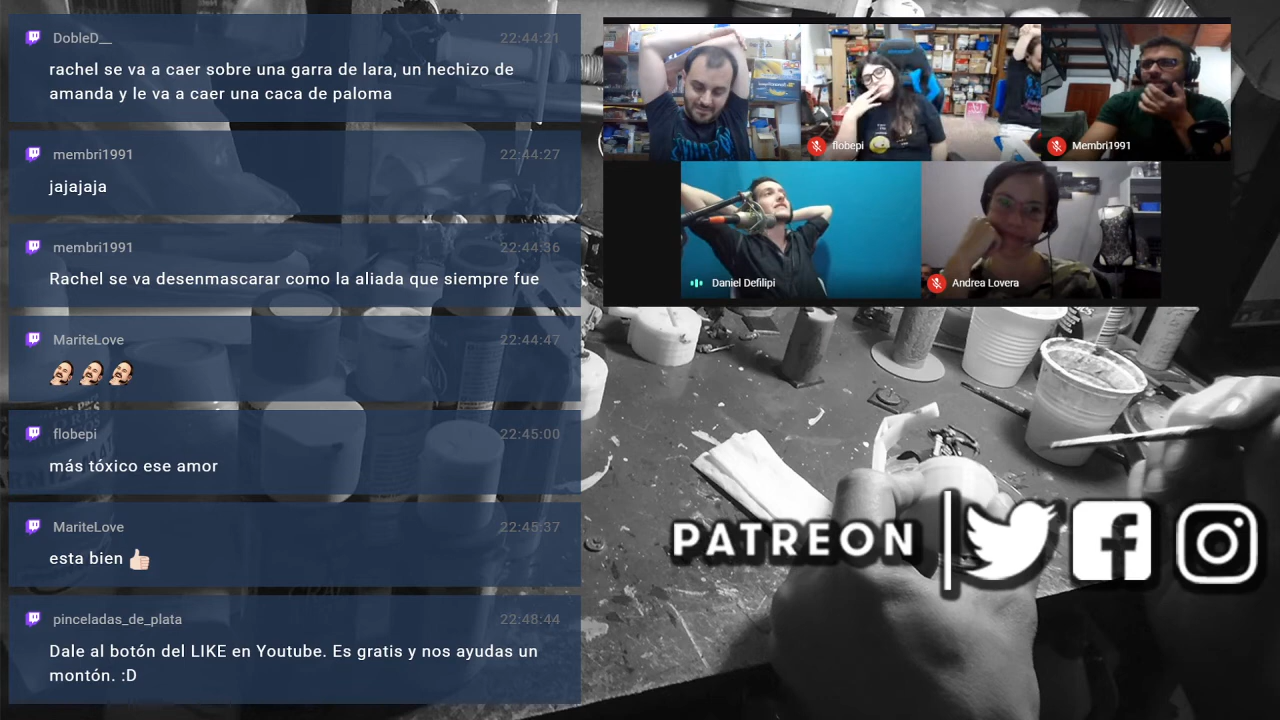 DobleD__ 22:44:21
rachel se va a caer sobre una garra de lara, un hechizo de
amanda y le va a caer una caca de paloma
membri1991 22:44:27
jajajaja
membri1991 22:44:36
Rachel se va desenmascarar como la aliada que siempre fue
MariteLove 22:44:47
flobepi 22:45:00
más tóxico ese amor
MariteLove 22:45:37
esta bien 👍🏻
pinceladas_de_plata 22:48:44
Dale al botón del LIKE en Youtube. Es gratis y nos ayudas un
montón. :D
flobepi
Membri1991
Daniel Defilipi
Andrea Lovera
PATREON